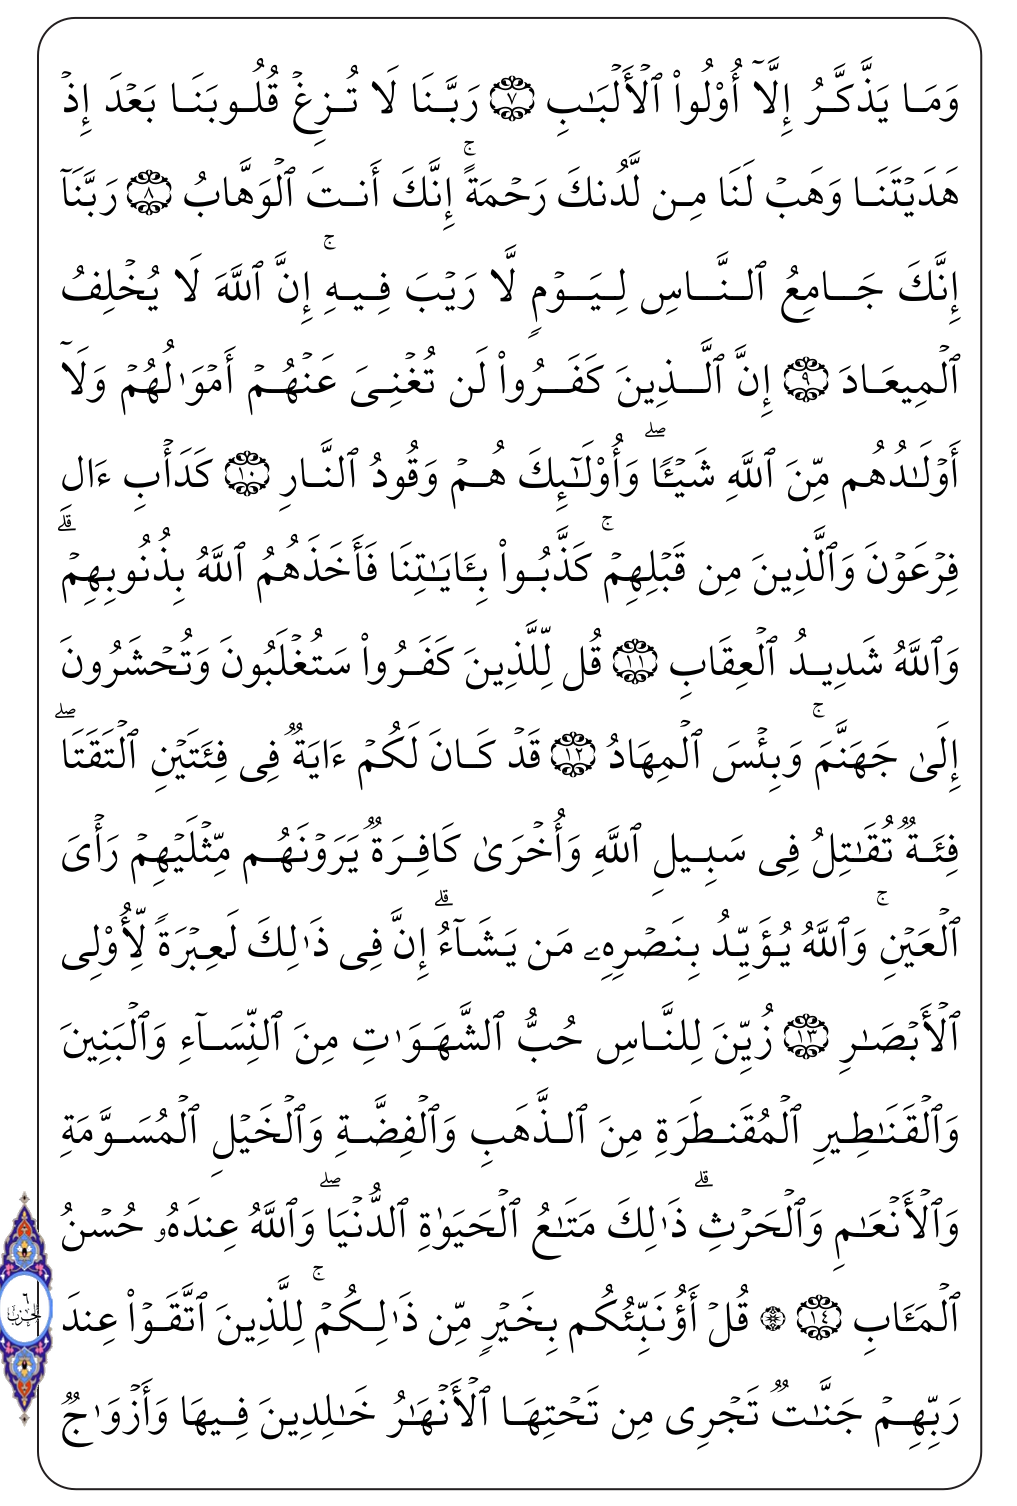 وَمَا يَذَّكَّرُ إِلَّآ أُوْلُواْ ٱلۡأَلۡبَٰبِ ٧ رَبَّنَا لَا تُزِغۡ قُلُوبَنَا بَعۡدَ إِذۡ
هَدَيۡتَنَا وَهَبۡ لَنَا مِن لَّدُنكَ رَحۡمَةًۚ إِنَّكَ أَنتَ ٱلۡوَهَّابُ ٨ رَبَّنَآ
إِنَّكَ جَامِعُ ٱلنَّاسِ لِيَوۡمٖ لَّا رَيۡبَ فِيهِۚ إِنَّ ٱللَّهَ لَا يُخۡلِفُ
ٱلۡمِيعَادَ ٩ إِنَّ ٱلَّذِينَ كَفَرُواْ لَن تُغۡنِيَ عَنۡهُمۡ أَمۡوَٰلُهُمۡ وَلَآ
أَوۡلَٰدُهُم مِّنَ ٱللَّهِ شَيۡـٔٗاۖ وَأُوْلَٰٓئِكَ هُمۡ وَقُودُ ٱلنَّارِ ١٠ كَدَأۡبِ ءَالِ
فِرۡعَوۡنَ وَٱلَّذِينَ مِن قَبۡلِهِمۡۚ كَذَّبُواْ بِـَٔايَٰتِنَا فَأَخَذَهُمُ ٱللَّهُ بِذُنُوبِهِمۡۗ
وَٱللَّهُ شَدِيدُ ٱلۡعِقَابِ ١١ قُل لِّلَّذِينَ كَفَرُواْ سَتُغۡلَبُونَ وَتُحۡشَرُونَ
إِلَىٰ جَهَنَّمَۚ وَبِئۡسَ ٱلۡمِهَادُ ١٢ قَدۡ كَانَ لَكُمۡ ءَايَةٞ فِي فِئَتَيۡنِ ٱلۡتَقَتَاۖ
فِئَةٞ تُقَٰتِلُ فِي سَبِيلِ ٱللَّهِ وَأُخۡرَىٰ كَافِرَةٞ يَرَوۡنَهُم مِّثۡلَيۡهِمۡ رَأۡيَ
ٱلۡعَيۡنِۚ وَٱللَّهُ يُؤَيِّدُ بِنَصۡرِهِۦ مَن يَشَآءُۗ إِنَّ فِي ذَٰلِكَ لَعِبۡرَةٗ لِّأُوْلِي
ٱلۡأَبۡصَٰرِ ١٣ زُيِّنَ لِلنَّاسِ حُبُّ ٱلشَّهَوَٰتِ مِنَ ٱلنِّسَآءِ وَٱلۡبَنِينَ
وَٱلۡقَنَٰطِيرِ ٱلۡمُقَنطَرَةِ مِنَ ٱلذَّهَبِ وَٱلۡفِضَّةِ وَٱلۡخَيۡلِ ٱلۡمُسَوَّمَةِ
وَٱلۡأَنۡعَٰمِ وَٱلۡحَرۡثِۗ ذَٰلِكَ مَتَٰعُ ٱلۡحَيَوٰةِ ٱلدُّنۡيَاۖ وَٱللَّهُ عِندَهُۥ حُسۡنُ
ٱلۡمَـَٔابِ ١٤ ۞ قُلۡ أَؤُنَبِّئُكُم بِخَيۡرٖ مِّن ذَٰلِكُمۡۚ لِلَّذِينَ ٱتَّقَوۡاْ عِندَ
رَبِّهِمۡ جَنَّٰتٞ تَجۡرِي مِن تَحۡتِهَا ٱلۡأَنۡهَٰرُ خَٰلِدِينَ فِيهَا وَأَزۡوَٰجٞ
٦
الحزب